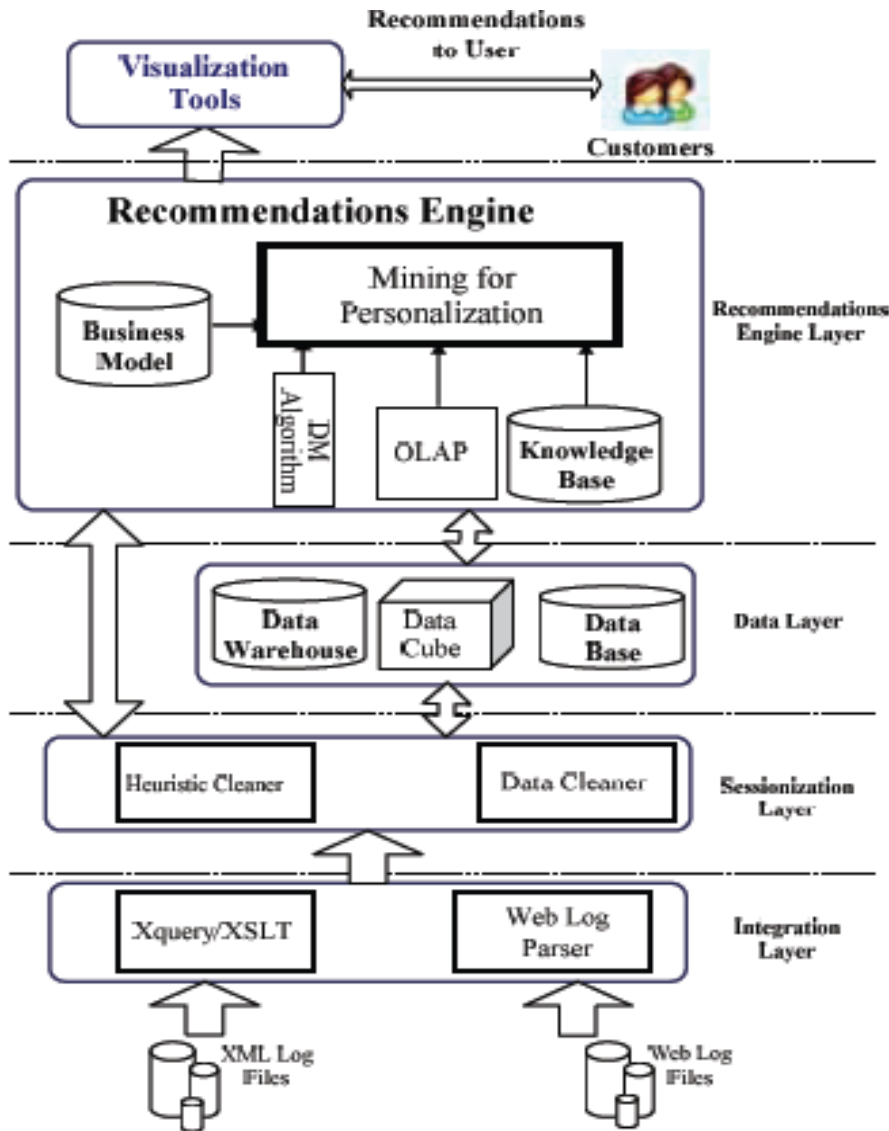 Recommendations
to User
Visualization
Tools
Customers
Recommendations Engine
Mining for
Personalization
Business
Model
Recommendations
Engine Layer
DM
Algorithm
OLAP
Knowledge
Base
Data
Warehouse
Data
Cube
Data
Base
Data Layer
Heuristic Cleaner
Data Cleaner
Sessionization
Layer
Xquery/XSLT
Web Log
Parser
Integration
Layer
XML Log
Files
Web Log
Files